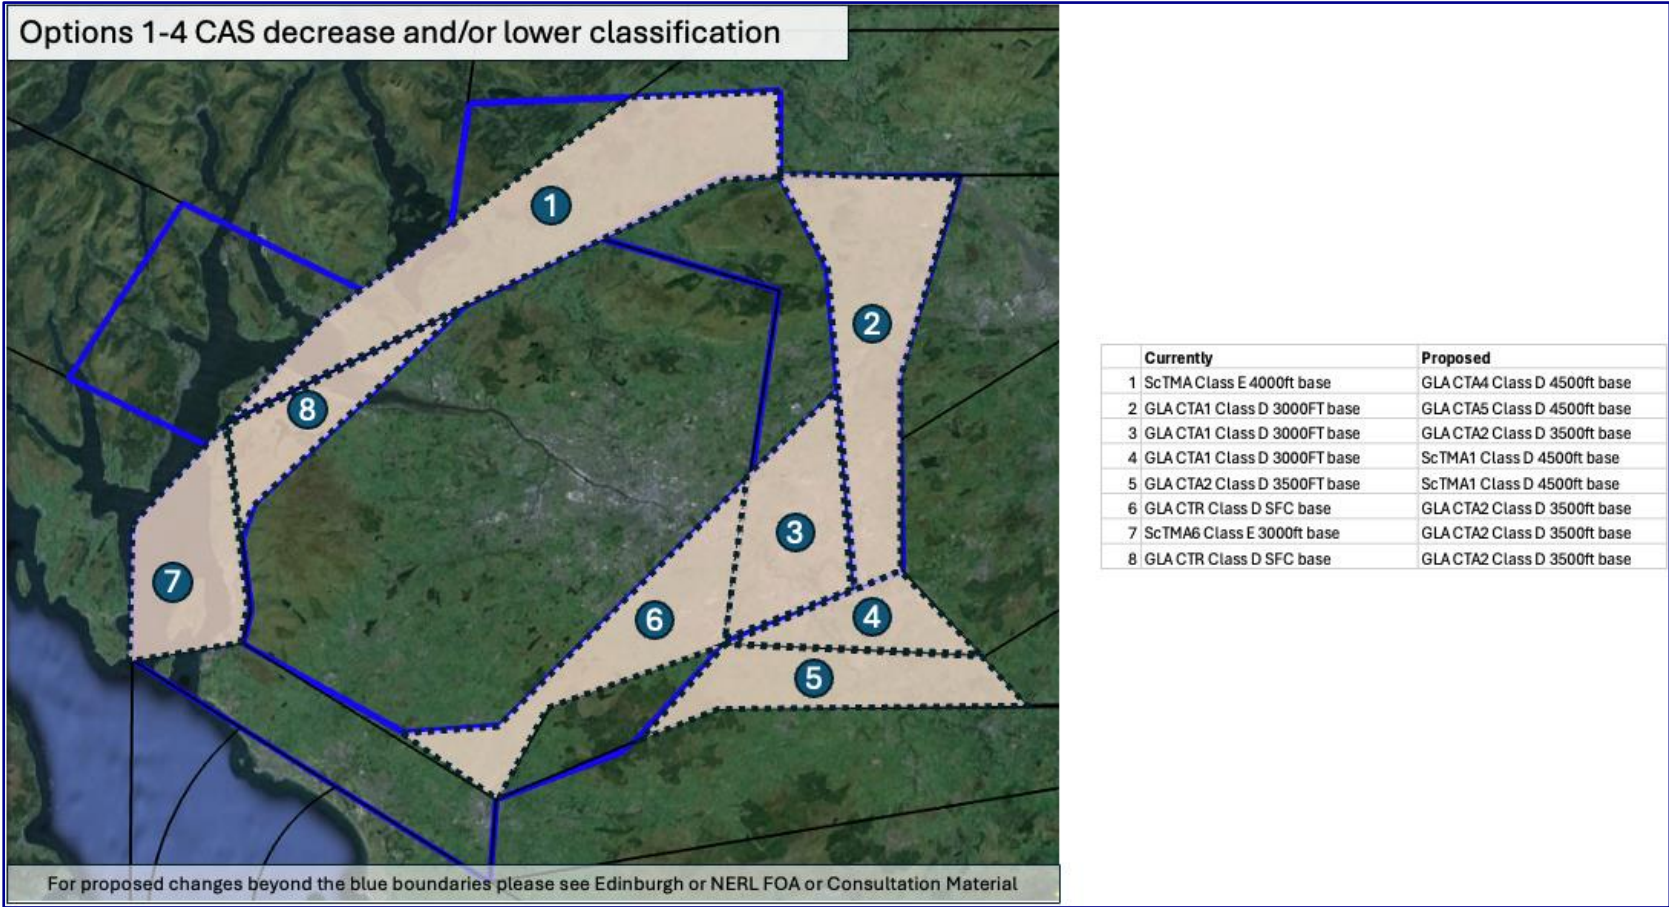 Options 1-4 CAS decrease and/or lower classification
1
2
3
4
5
6
7
8
Currently Proposed
1 ScTMA Class E 4000ft base GLA CTA4 Class D 4500ft base
2 GLA CTA1 Class D 3000FT base GLA CTA5 Class D 4500ft base
3 GLA CTA1 Class D 3000FT base GLA CTA2 Class D 3500ft base
4 GLA CTA1 Class D 3000FT base ScTMA1 Class D 4500ft base
5 GLA CTA2 Class D 3500FT base ScTMA1 Class D 4500ft base
6 GLA CTR Class D SFC base GLA CTA2 Class D 3500ft base
7 ScTMA6 Class E 3000ft base GLA CTA2 Class D 3500ft base
8 GLA CTR Class D SFC base GLA CTA2 Class D 3500ft base
For proposed changes beyond the blue boundaries please see Edinburgh or NERL FOA or Consultation Material